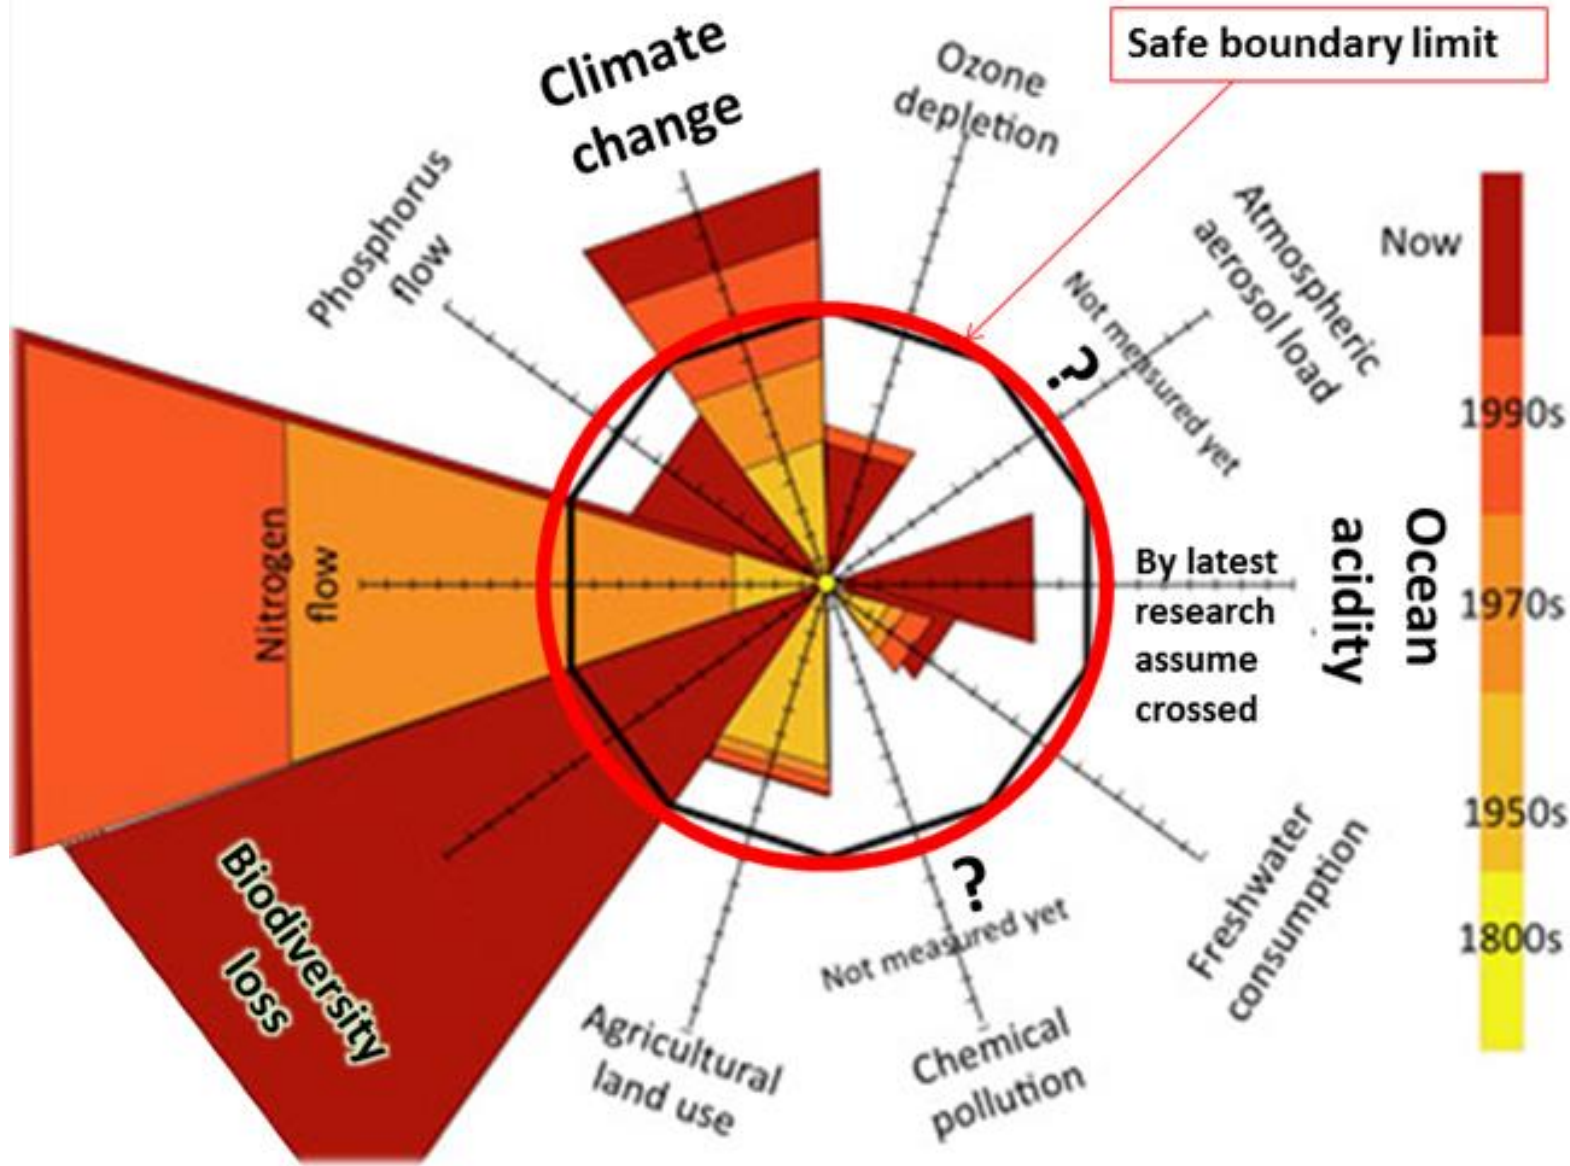 Safe boundary limit
Climate
change
Ozone
depletion
Phosphorus
flow
Atmospheric
aerosol load
Not measured yet
?
Now
1990s
1970s
1950s
1800s
Nitrogen
flow
By latest
research
assume
crossed
Ocean
acidity
Biodiversity
loss
Agricultural
land use
?
Not measured yet
Chemical
pollution
Freshwater
consumption